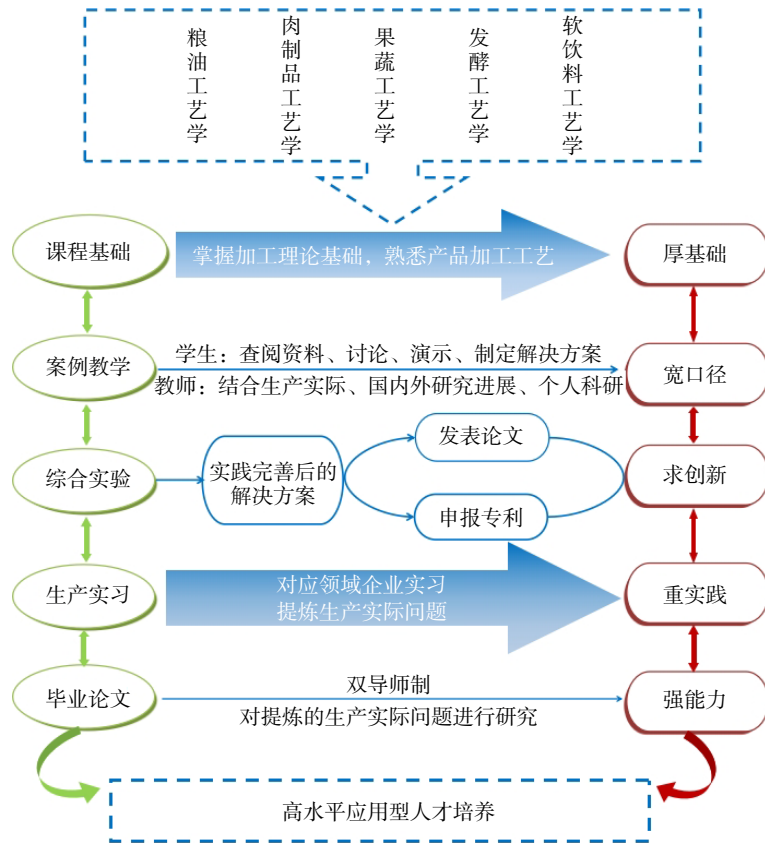 粮油工艺学
肉制品工艺学
果蔬工艺学
发酵工艺学
软饮料工艺学
课程基础
掌握加工理论基础，熟悉产品加工工艺
厚基础
案例教学
学生：查阅资料、讨论、演示、制定解决方案
教师：结合生产实际、国内外研究进展、个人科研
宽口径
综合实验
实践完善后的
解决方案
发表论文
申报专利
求创新
生产实习
对应领域企业实习
提炼生产实际问题
重实践
毕业论文
双导师制
对提炼的生产实际问题进行研究
强能力
高水平应用型人才培养